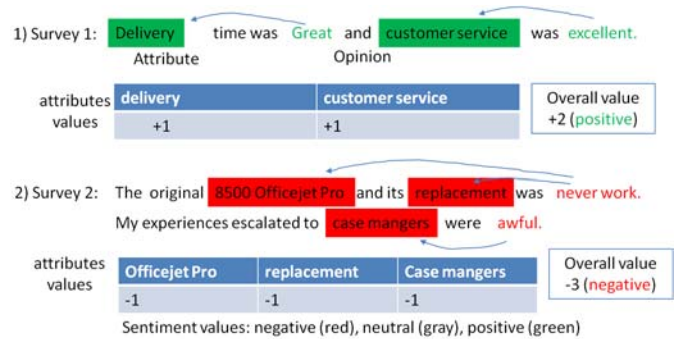 1) Survey 1: Delivery time was Great and customer service was excellent.
Attribute Opinion
attributes delivery customer service
values +1 +1
Overall value
+2 (positive)
2) Survey 2: The original 8500 Officejet Pro and its replacement was never work.
My experiences escalated to case mangers were awful.
attributes Officejet Pro replacement Case mangers
values -1 -1 -1
Overall value
-3 (negative)
Sentiment values: negative (red), neutral (gray), positive (green)